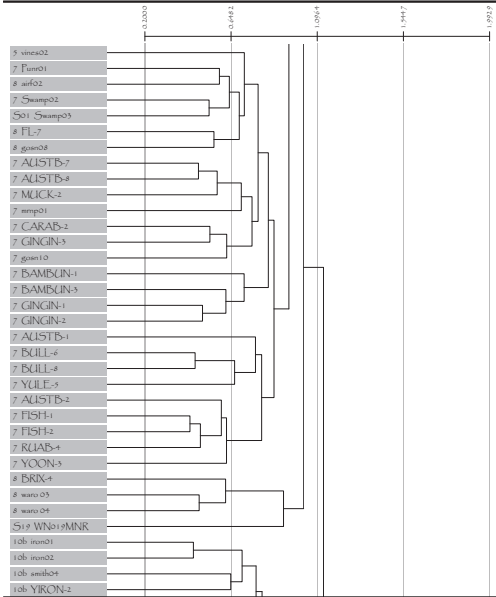 0.2000 0.6482 1.0964 1.5447 1.9929
5 vines02
7 Punr01
8 airf02
7 Swamp02
S01 Swamp03
8 FL-7
8 gosn08
7 AUSTB-7
7 AUSTB-8
7 MUCK-2
7 mmp01
7 CARAB-2
7 GINGIN-3
7 gosn10
7 BAMBUN-1
7 BAMBUN-3
7 GINGIN-1
7 GINGIN-2
7 AUSTB-1
7 BULL-6
7 BULL-8
7 YULE-5
7 AUSTB-2
7 FISH-1
7 FISH-2
7 RUAB-4
7 YOON-3
8 BRIX-4
8 waro 03
8 waro 04
S19 WN019MNR
10b iron01
10b iron02
10b smith04
10b YIRON-2